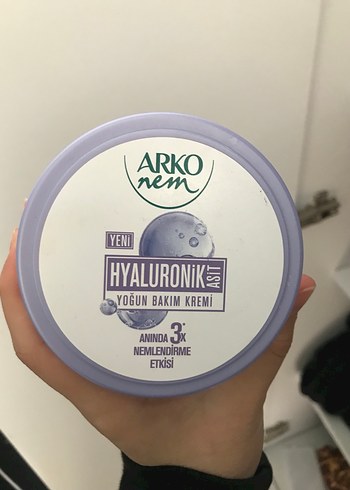 ARKO
nem
YENİ
HYALURONİK ASİT
YOĞUN BAKIM KREMİ
ANINDA 3X*
NEMLENDİRME
ETKİSİ